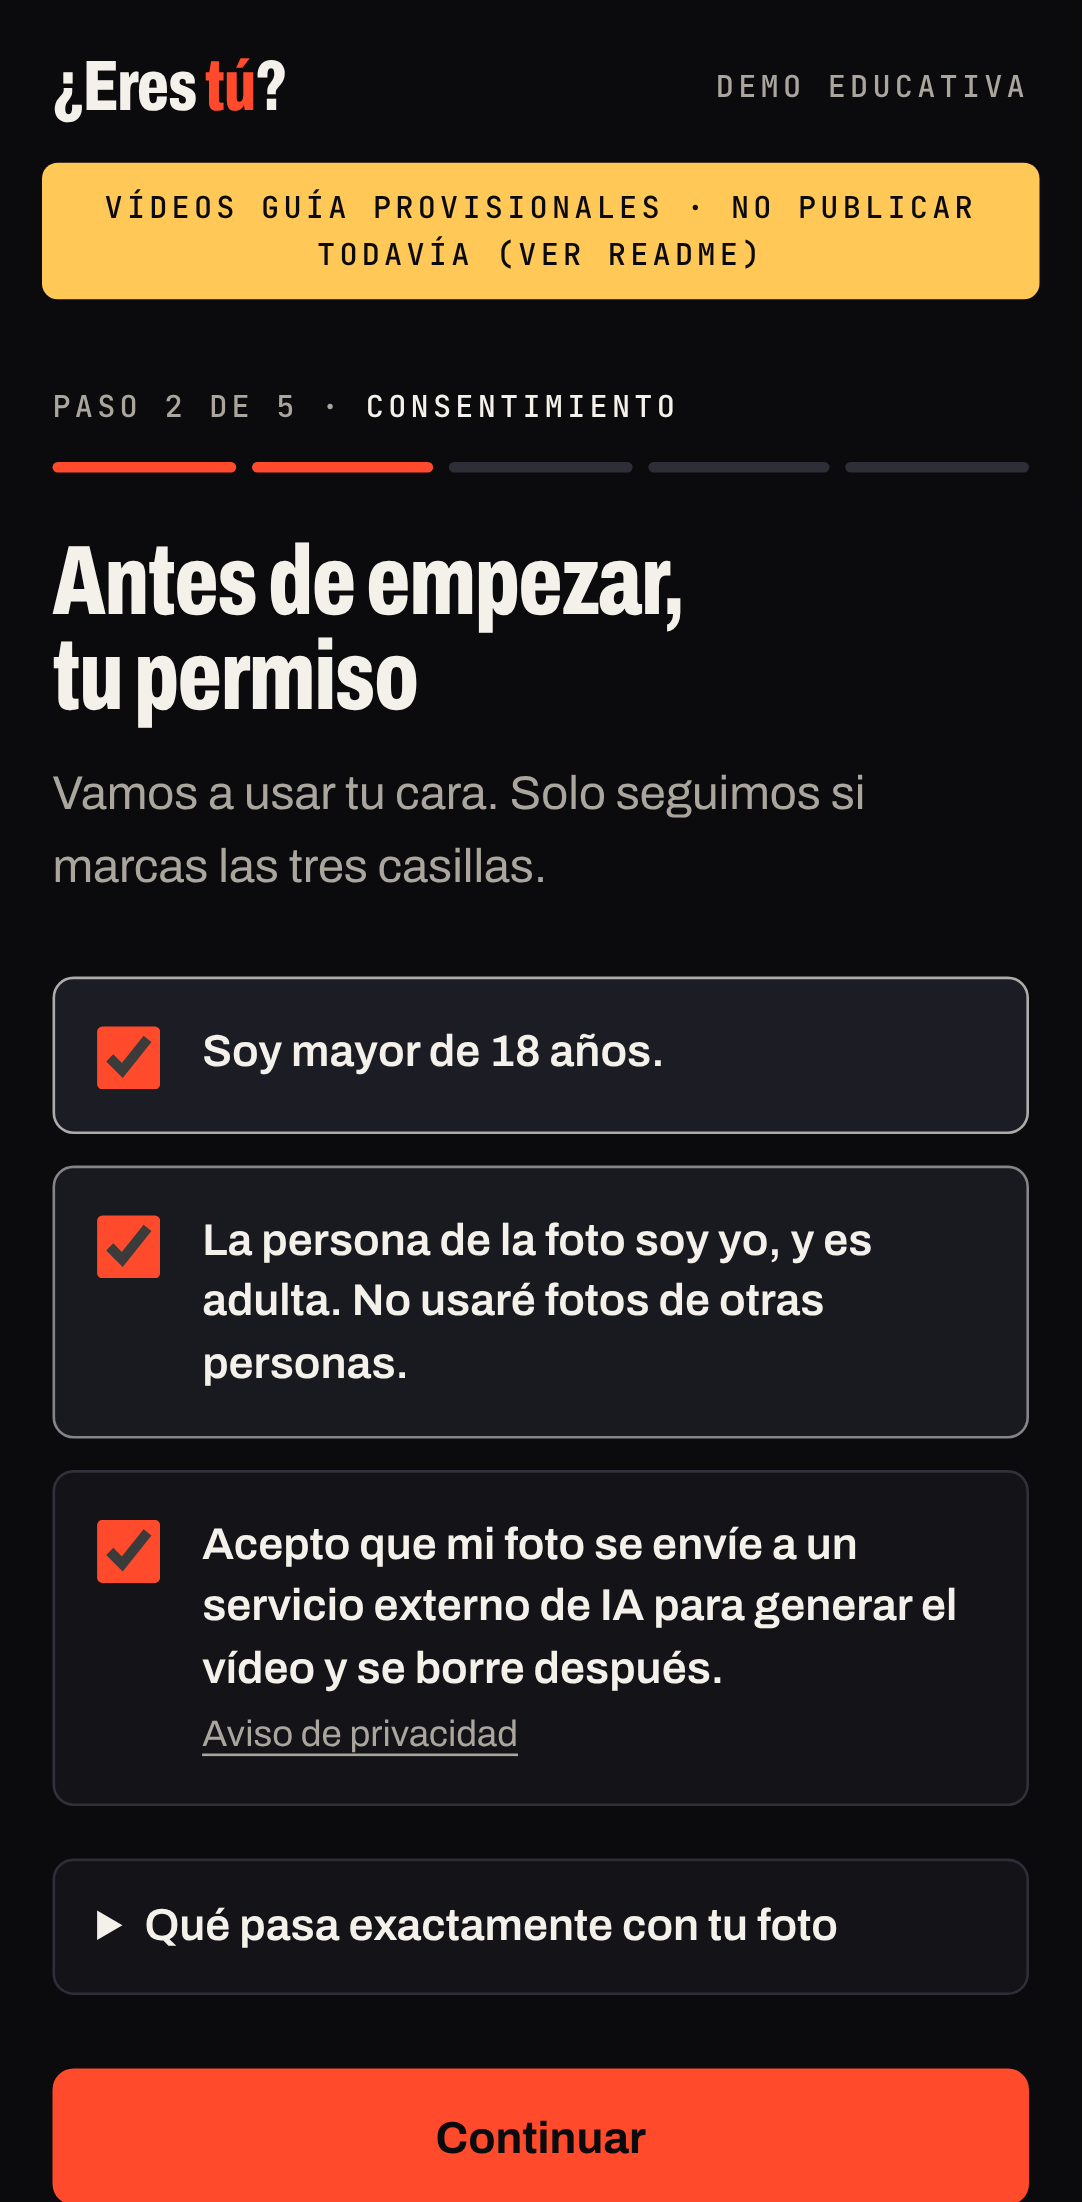 ¿Eres tú?
DEMO EDUCATIVA
VÍDEOS GUÍA PROVISIONALES · NO PUBLICAR
TODAVÍA (VER README)
PASO 2 DE 5 · CONSENTIMIENTO
Antes de empezar,
tu permiso
Vamos a usar tu cara. Solo seguimos si
marcas las tres casillas.
Soy mayor de 18 años.
La persona de la foto soy yo, y es
adulta. No usaré fotos de otras
personas.
Acepto que mi foto se envíe a un
servicio externo de IA para generar el
vídeo y se borre después.
Aviso de privacidad
Qué pasa exactamente con tu foto
Continuar